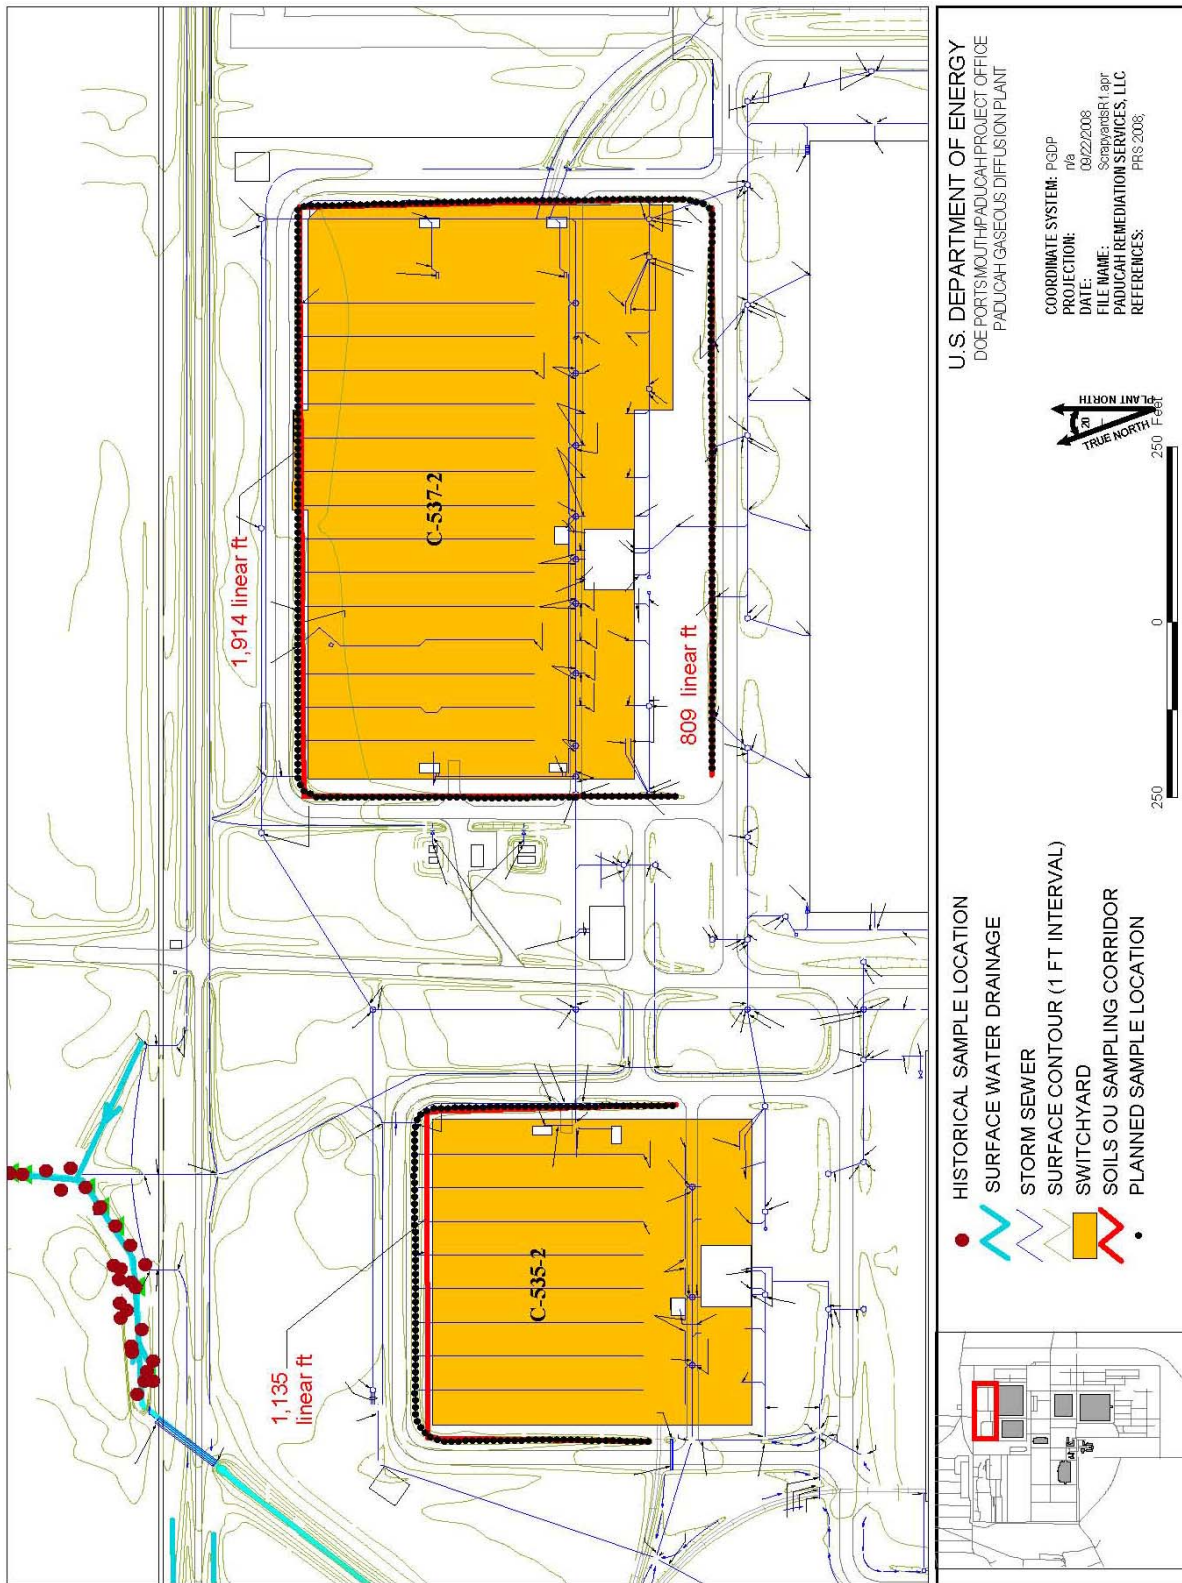 1,914 linear ft
C-537-2
809 linear ft
1,135
linear ft
C-535-2
HISTORICAL SAMPLE LOCATION
SURFACE WATER DRAINAGE
STORM SEWER
SURFACE CONTOUR (1 FT INTERVAL)
SWITCHYARD
SOILS OU SAMPLING CORRIDOR
PLANNED SAMPLE LOCATION
250 0 250 Feet
20
TRUE NORTH
PLANT NORTH
U.S. DEPARTMENT OF ENERGY
DOE PORTSMOUTH/PADUCAH PROJECT OFFICE
PADUCAH GASEOUS DIFFUSION PLANT
COORDINATE SYSTEM: PGDP
PROJECTION: n/a
DATE: 09/22/2008
FILE NAME: ScrapyardsR1.apr
PADUCAH REMEDIATION SERVICES, LLC
REFERENCES: PRS 2008;